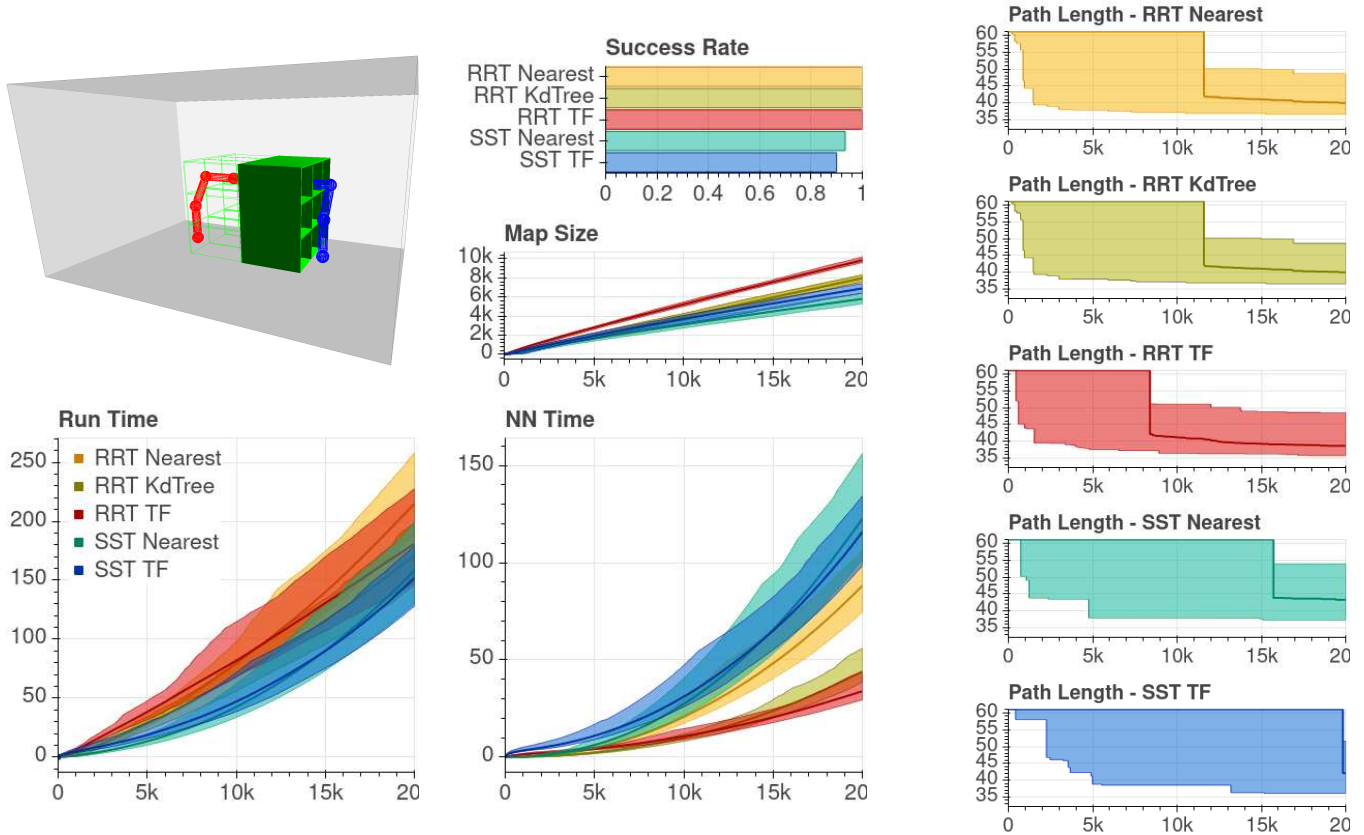 Success Rate
RRT Nearest
RRT KdTree
RRT TF
SST Nearest
SST TF
0 0.2 0.4 0.6 0.8 1
Map Size
10k
8k
6k
4k
2k
0
0 5k 10k 15k 20
Run Time
250
200
150
100
50
0
RRT Nearest
RRT KdTree
RRT TF
SST Nearest
SST TF
0 5k 10k 15k 20
NN Time
150
100
50
0
0 5k 10k 15k 20
Path Length - RRT Nearest
60
55
50
45
40
35
0 5k 10k 15k 20
Path Length - RRT KdTree
60
55
50
45
40
35
0 5k 10k 15k 20
Path Length - RRT TF
60
55
50
45
40
35
0 5k 10k 15k 20
Path Length - SST Nearest
60
55
50
45
40
35
0 5k 10k 15k 20
Path Length - SST TF
60
55
50
45
40
35
0 5k 10k 15k 20